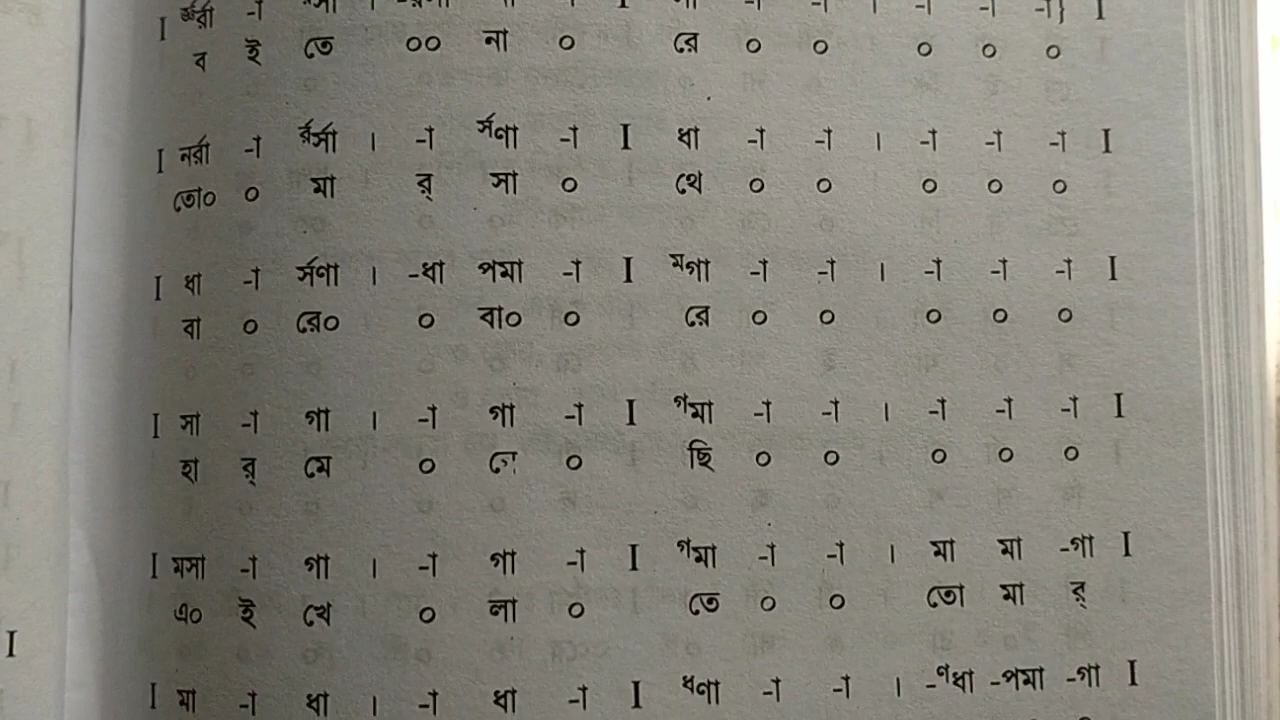 ব ই তে ০০ না ০ রে ০ ০ ০ ০ ০
I নর্রা -া র্র্সা । -া র্সণা -া I ধা -া -া । -া -া -া I
তো০ ০ মা র্ সা ০ থে ০ ০ ০ ০ ০
I ধা -া র্সণা । -ধা পমা -া I মগা -া -া । -া -া -া I
বা ০ রে০ ০ বা০ ০ রে ০ ০ ০ ০ ০
I সা -া গা । -া গা -া I গমা -া -া । -া -া -া I
হা র্ মে ০ নে ০ ছি ০ ০ ০ ০ ০
I মসা -া গা । -া গা -া I গমা -া -া । মা মা -গা I
এ০ ই খে ০ লা ০ তে ০ ০ তো মা র্
I মা -া ধা । -া ধা -া I ধণা -া -া । -ণধা -পমা -গা I
I